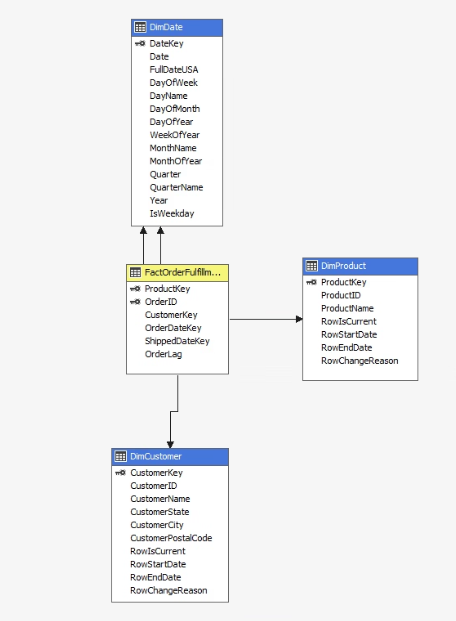 DimDate
DateKey
Date
FullDateUSA
DayOfWeek
DayName
DayOfMonth
DayOfYear
WeekOfYear
MonthName
MonthOfYear
Quarter
QuarterName
Year
IsWeekday
FactOrderFulfillm...
ProductKey
OrderID
CustomerKey
OrderDateKey
ShippedDateKey
OrderLag
DimProduct
ProductKey
ProductID
ProductName
RowIsCurrent
RowStartDate
RowEndDate
RowChangeReason
DimCustomer
CustomerKey
CustomerID
CustomerName
CustomerState
CustomerCity
CustomerPostalCode
RowIsCurrent
RowStartDate
RowEndDate
RowChangeReason